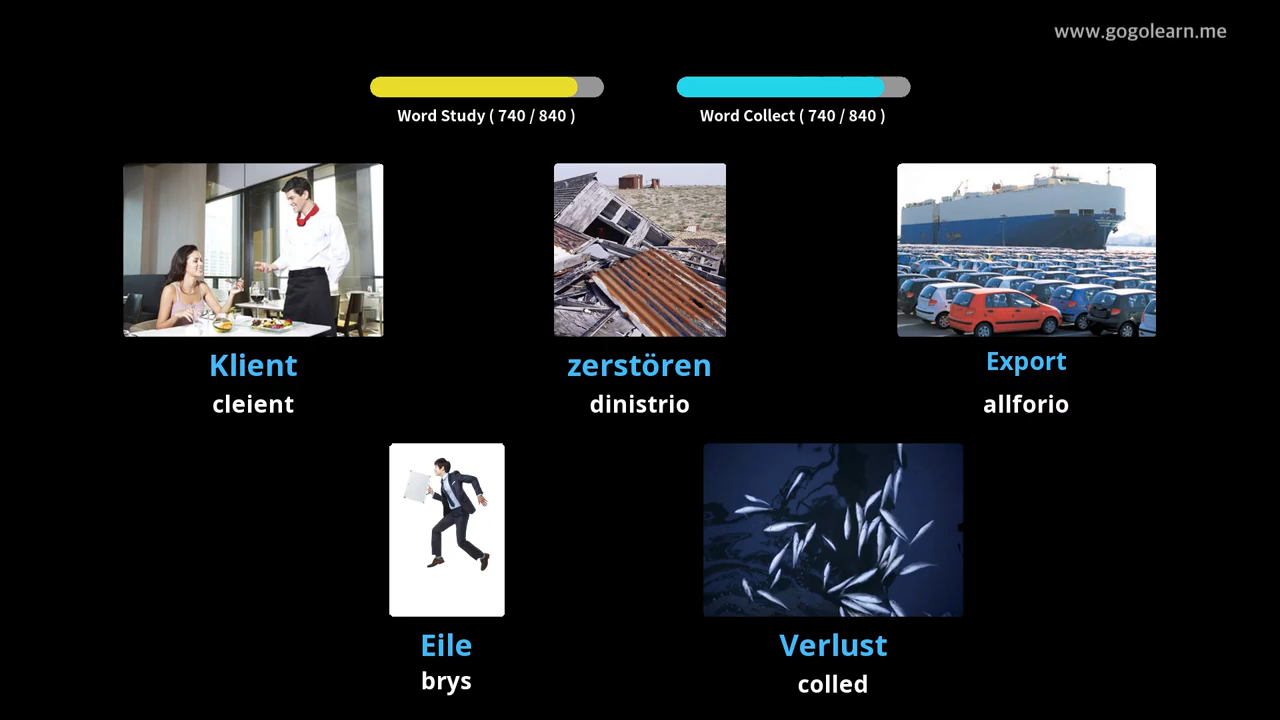 www.gogolearn.me
Word Study ( 740 / 840 )
Word Collect ( 740 / 840 )
Klient
cleient
zerstören
dinistrio
Export
allforio
Eile
brys
Verlust
colled